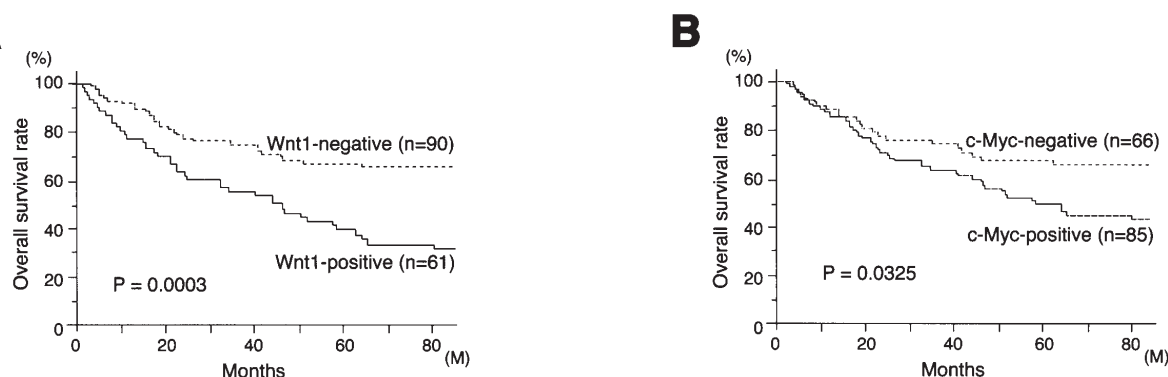 (%)
100
80
60
40
20
0
Overall survival rate
Wnt1-negative (n=90)
Wnt1-positive (n=61)
P = 0.0003
0 20 40 60 80 (M)
Months
B
(%)
100
80
60
40
20
0
Overall survival rate
c-Myc-negative (n=66)
c-Myc-positive (n=85)
P = 0.0325
0 20 40 60 80 (M)
Months